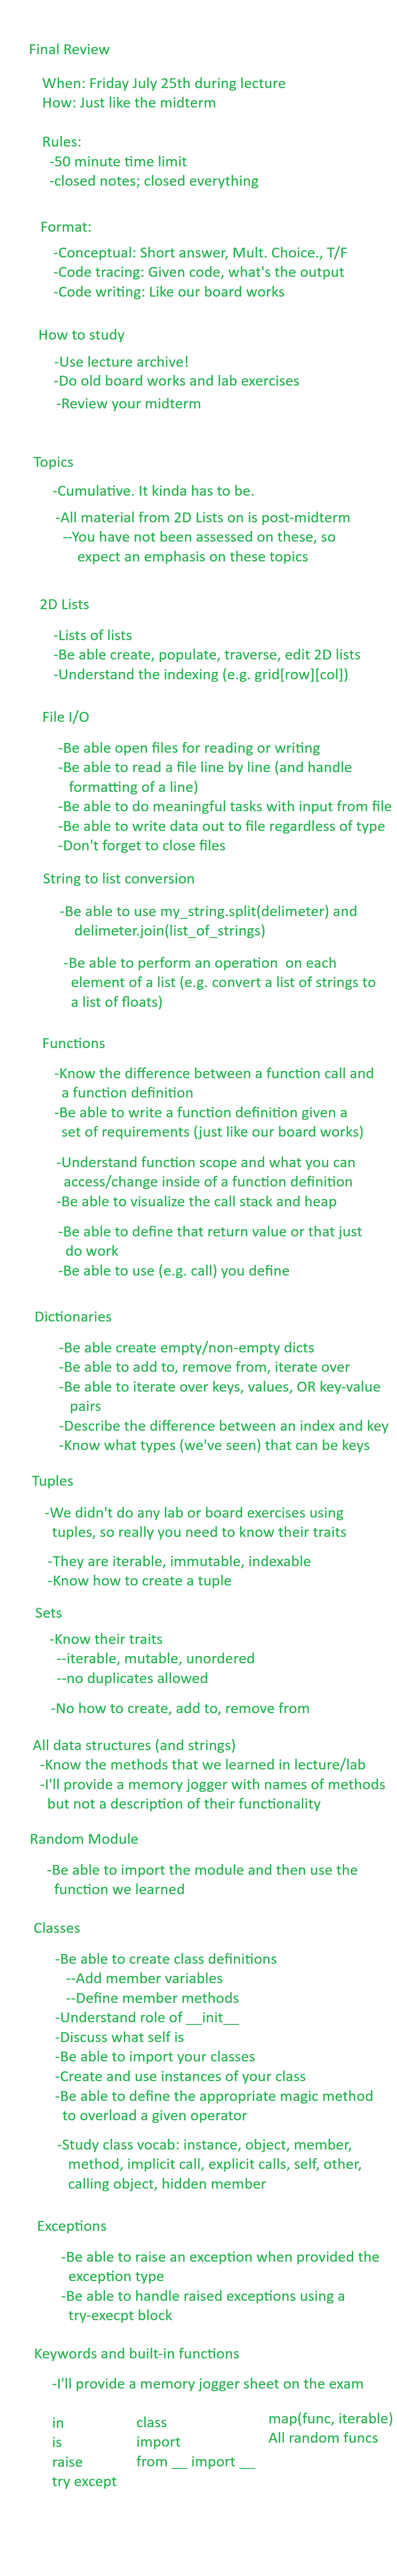 Final Review
When: Friday July 25th during lecture
How: Just like the midterm
Rules:
-50 minute time limit
-closed notes; closed everything
Format:
-Conceptual: Short answer, Mult. Choice., T/F
-Code tracing: Given code, what's the output
-Code writing: Like our board works
How to study
-Use lecture archive!
-Do old board works and lab exercises
-Review your midterm
Topics
-Cumulative. It kinda has to be.
-All material from 2D Lists on is post-midterm
--You have not been assessed on these, so
expect an emphasis on these topics
2D Lists
-Lists of lists
-Be able create, populate, traverse, edit 2D lists
-Understand the indexing (e.g. grid[row][col])
File I/O
-Be able open files for reading or writing
-Be able to read a file line by line (and handle
formatting of a line)
-Be able to do meaningful tasks with input from file
-Be able to write data out to file regardless of type
-Don't forget to close files
String to list conversion
-Be able to use my_string.split(delimeter) and
delimeter.join(list_of_strings)
-Be able to perform an operation  on each
element of a list (e.g. convert a list of strings to
a list of floats)
Functions
-Know the difference between a function call and
a function definition
-Be able to write a function definition given a
set of requirements (just like our board works)
-Understand function scope and what you can
access/change inside of a function definition
-Be able to visualize the call stack and heap
-Be able to define that return value or that just
do work
-Be able to use (e.g. call) you define
Dictionaries
-Be able create empty/non-empty dicts
-Be able to add to, remove from, iterate over
-Be able to iterate over keys, values, OR key-value
pairs
-Describe the difference between an index and key
-Know what types (we've seen) that can be keys
Tuples
-We didn't do any lab or board exercises using
tuples, so really you need to know their traits
-They are iterable, immutable, indexable
-Know how to create a tuple
Sets
-Know their traits
--iterable, mutable, unordered
--no duplicates allowed
-No how to create, add to, remove from
All data structures (and strings)
-Know the methods that we learned in lecture/lab
-I'll provide a memory jogger with names of methods
but not a description of their functionality
Random Module
-Be able to import the module and then use the
function we learned
Classes
-Be able to create class definitions
--Add member variables
--Define member methods
-Understand role of __init__
-Discuss what self is
-Be able to import your classes
-Create and use instances of your class
-Be able to define the appropriate magic method
to overload a given operator
-Study class vocab: instance, object, member,
method, implicit call, explicit calls, self, other,
calling object, hidden member
Exceptions
-Be able to raise an exception when provided the
exception type
-Be able to handle raised exceptions using a
try-execpt block
Keywords and built-in functions
-I'll provide a memory jogger sheet on the exam
in
is
raise
try except
class
import
from __ import __
map(func, iterable)
All random funcs